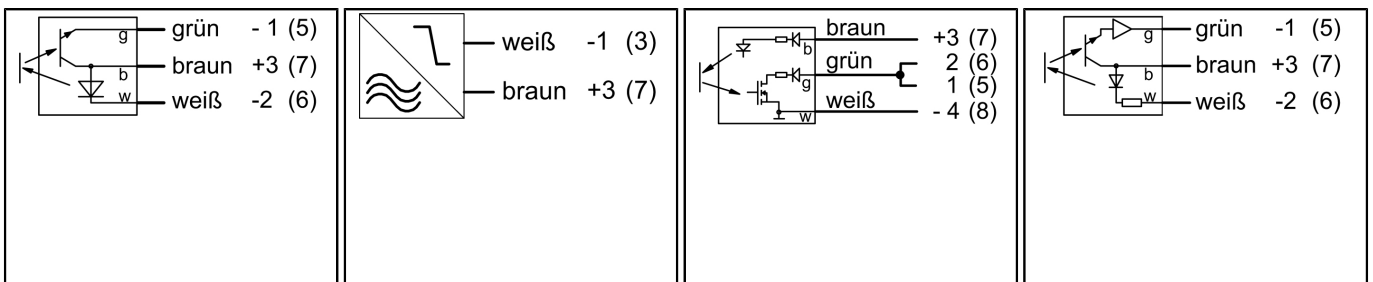 g grün - 1 (5)
b braun +3 (7)
w weiß -2 (6)
weiß -1 (3)
braun +3 (7)
braun
b +3 (7)
grün 2 (6)
g 1 (5)
weiß
w - 4 (8)
g grün -1 (5)
b braun +3 (7)
w weiß -2 (6)